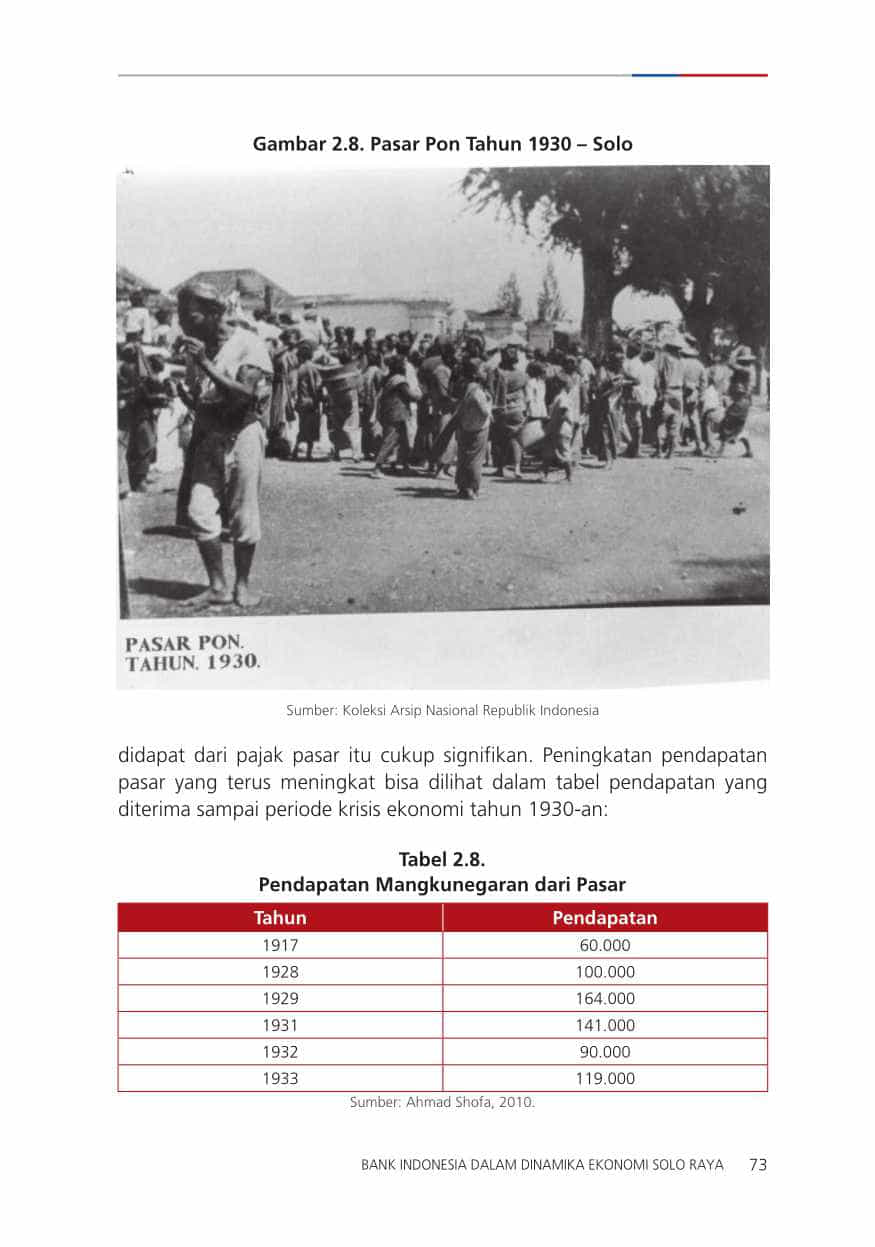 Gambar 2.8. Pasar Pon Tahun 1930 – Solo
PASAR PON.
TAHUN. 1930.
Sumber: Koleksi Arsip Nasional Republik Indonesia
didapat dari pajak pasar itu cukup signifikan. Peningkatan pendapatan
pasar yang terus meningkat bisa dilihat dalam tabel pendapatan yang
diterima sampai periode krisis ekonomi tahun 1930-an:
Tabel 2.8.
Pendapatan Mangkunegaran dari Pasar
Tahun Pendapatan
1917 60.000
1928 100.000
1929 164.000
1931 141.000
1932 90.000
1933 119.000
Sumber: Ahmad Shofa, 2010.
BANK INDONESIA DALAM DINAMIKA EKONOMI SOLO RAYA 73